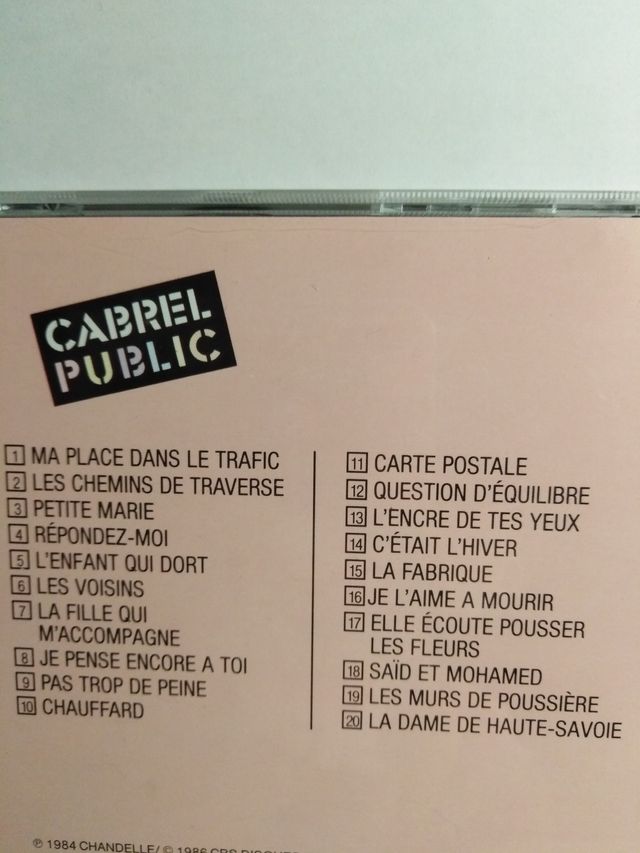 CABREL
PUBLIC
1 MA PLACE DANS LE TRAFIC
2 LES CHEMINS DE TRAVERSE
3 PETITE MARIE
4 RÉPONDEZ-MOI
5 L'ENFANT QUI DORT
6 LES VOISINS
7 LA FILLE QUI
M'ACCOMPAGNE
8 JE PENSE ENCORE A TOI
9 PAS TROP DE PEINE
10 CHAUFFARD
11 CARTE POSTALE
12 QUESTION D'ÉQUILIBRE
13 L'ENCRE DE TES YEUX
14 C'ÉTAIT L'HIVER
15 LA FABRIQUE
16 JE L'AIME A MOURIR
17 ELLE ÉCOUTE POUSSER
LES FLEURS
18 SAÏD ET MOHAMED
19 LES MURS DE POUSSIÈRE
20 LA DAME DE HAUTE-SAVOIE
℗ 1984 CHANDELLE/ © 1986 CBS